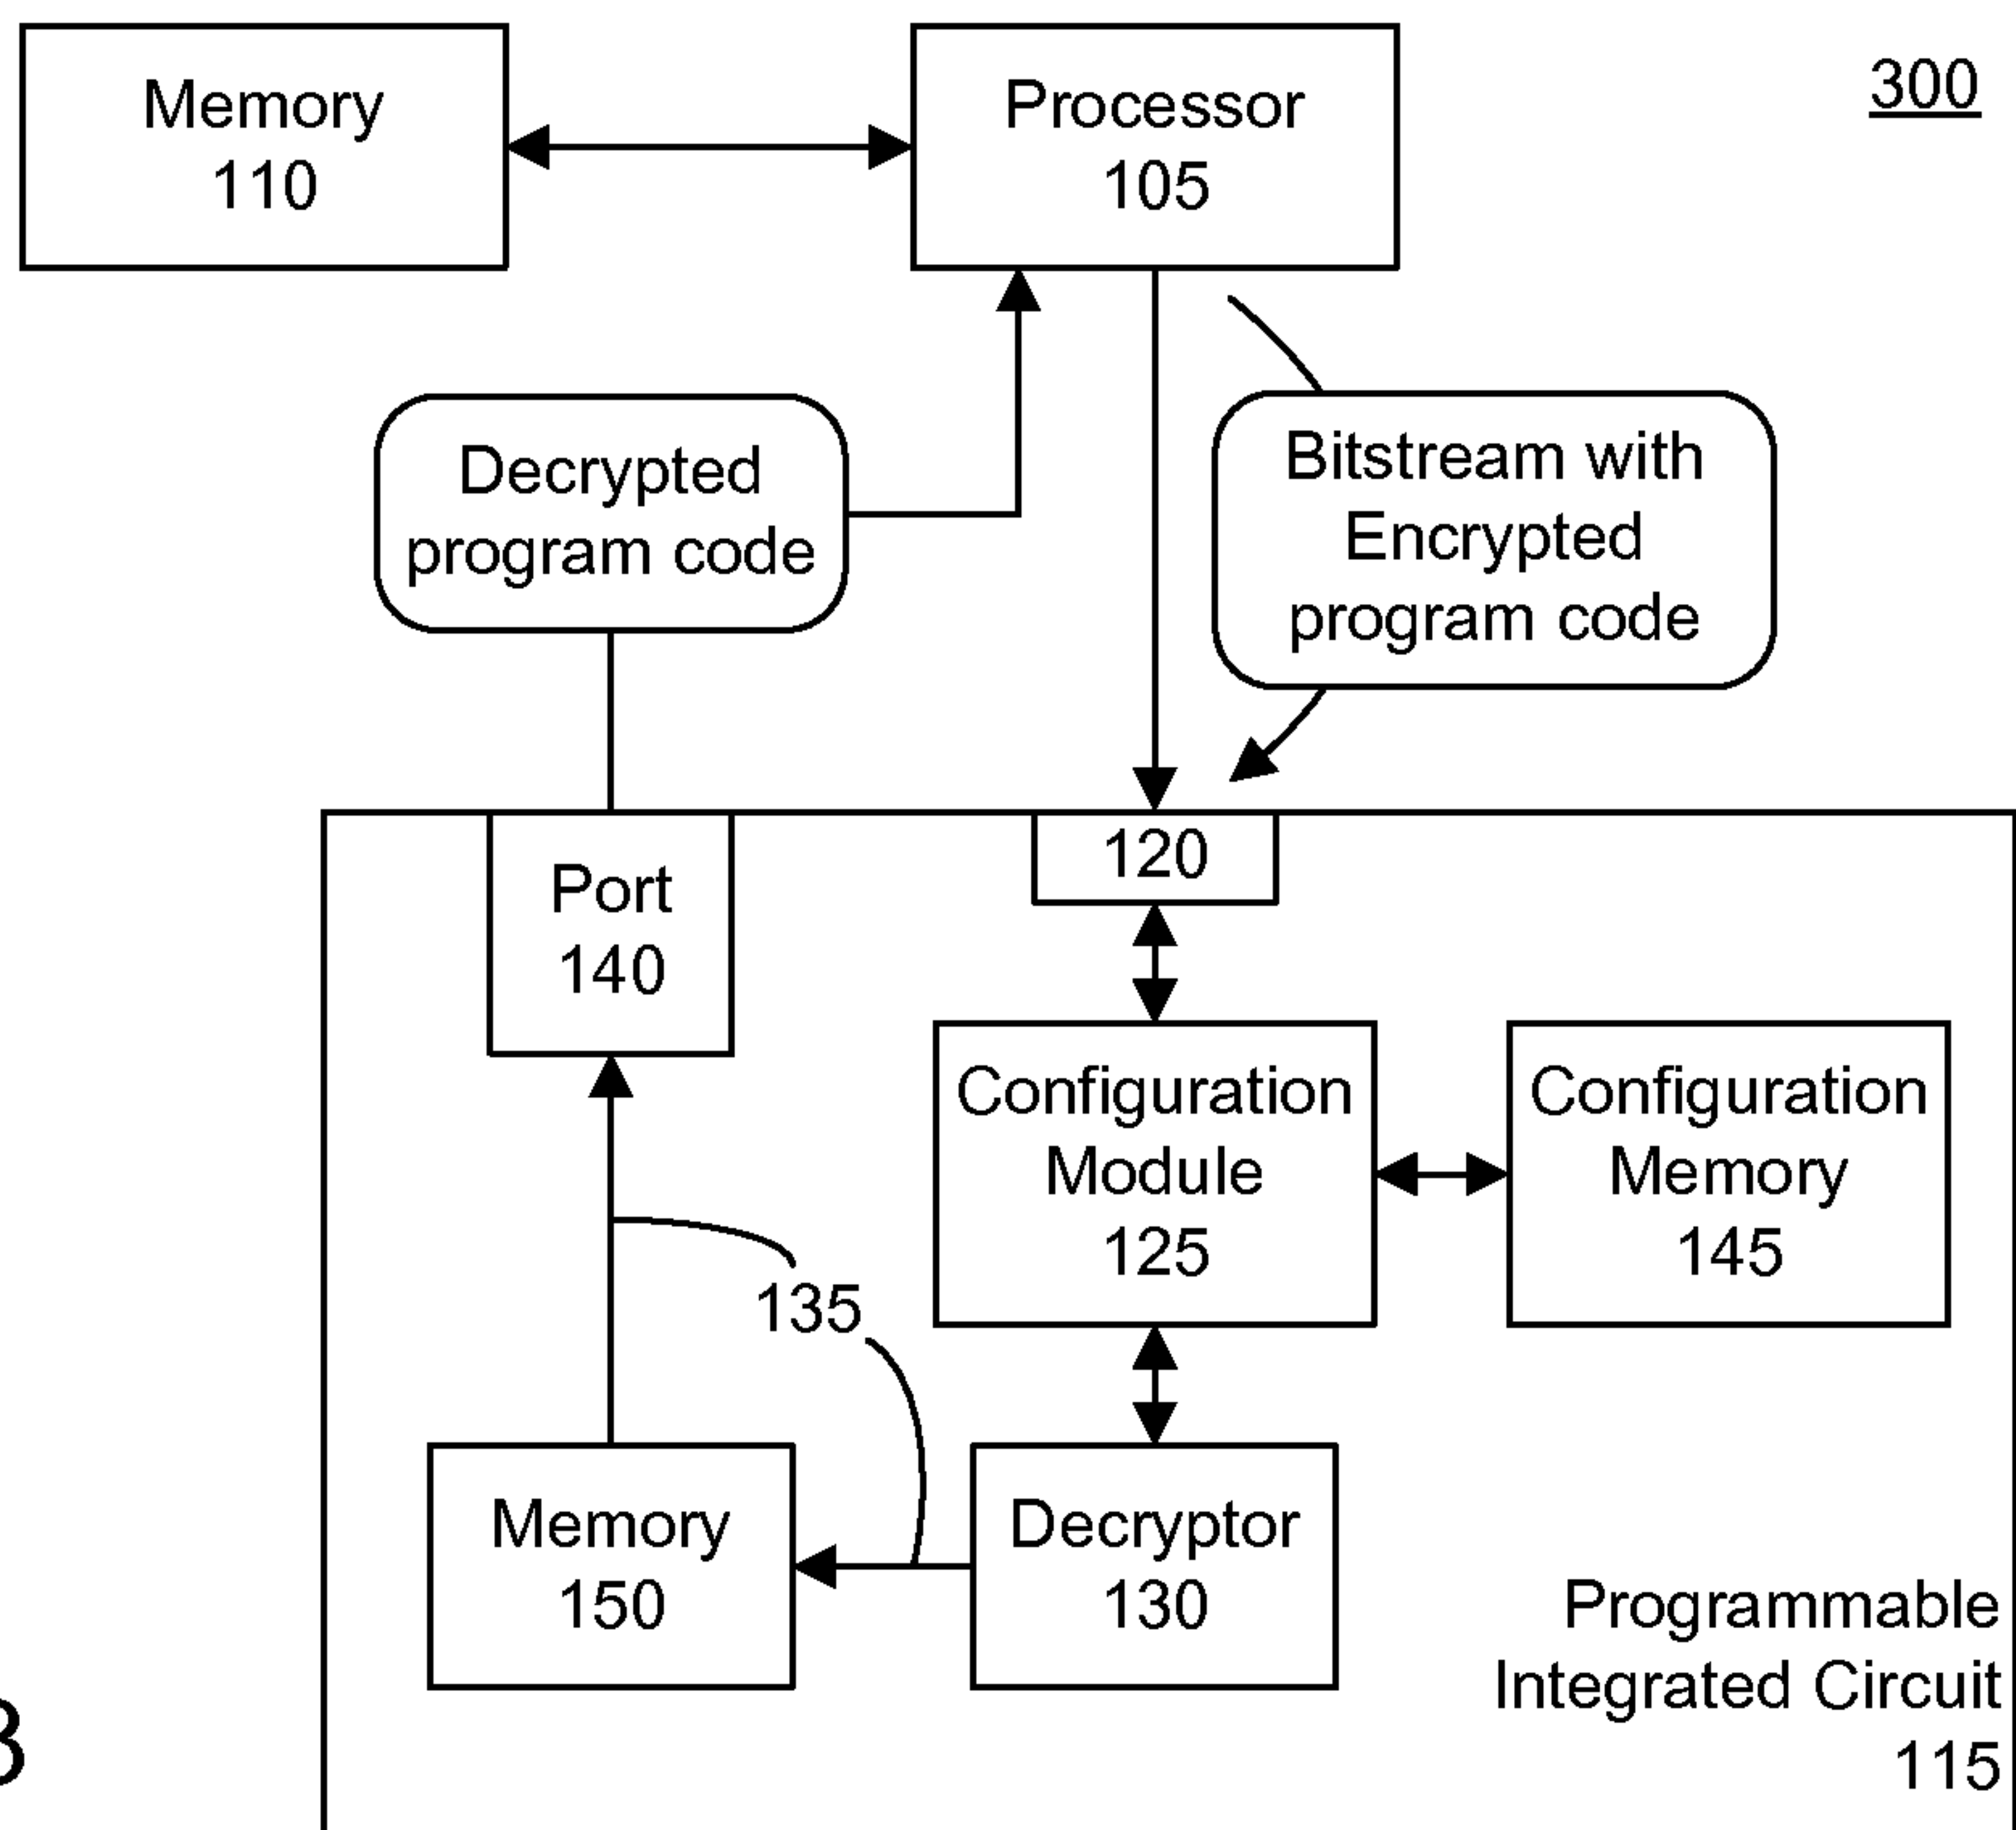 Memory
110
Processor
105
300
Decrypted
program code
Bitstream with
Encrypted
program code
Port
140
120
Configuration
Module
125
Configuration
Memory
145
135
Memory
150
Decryptor
130
Programmable
Integrated Circuit
115